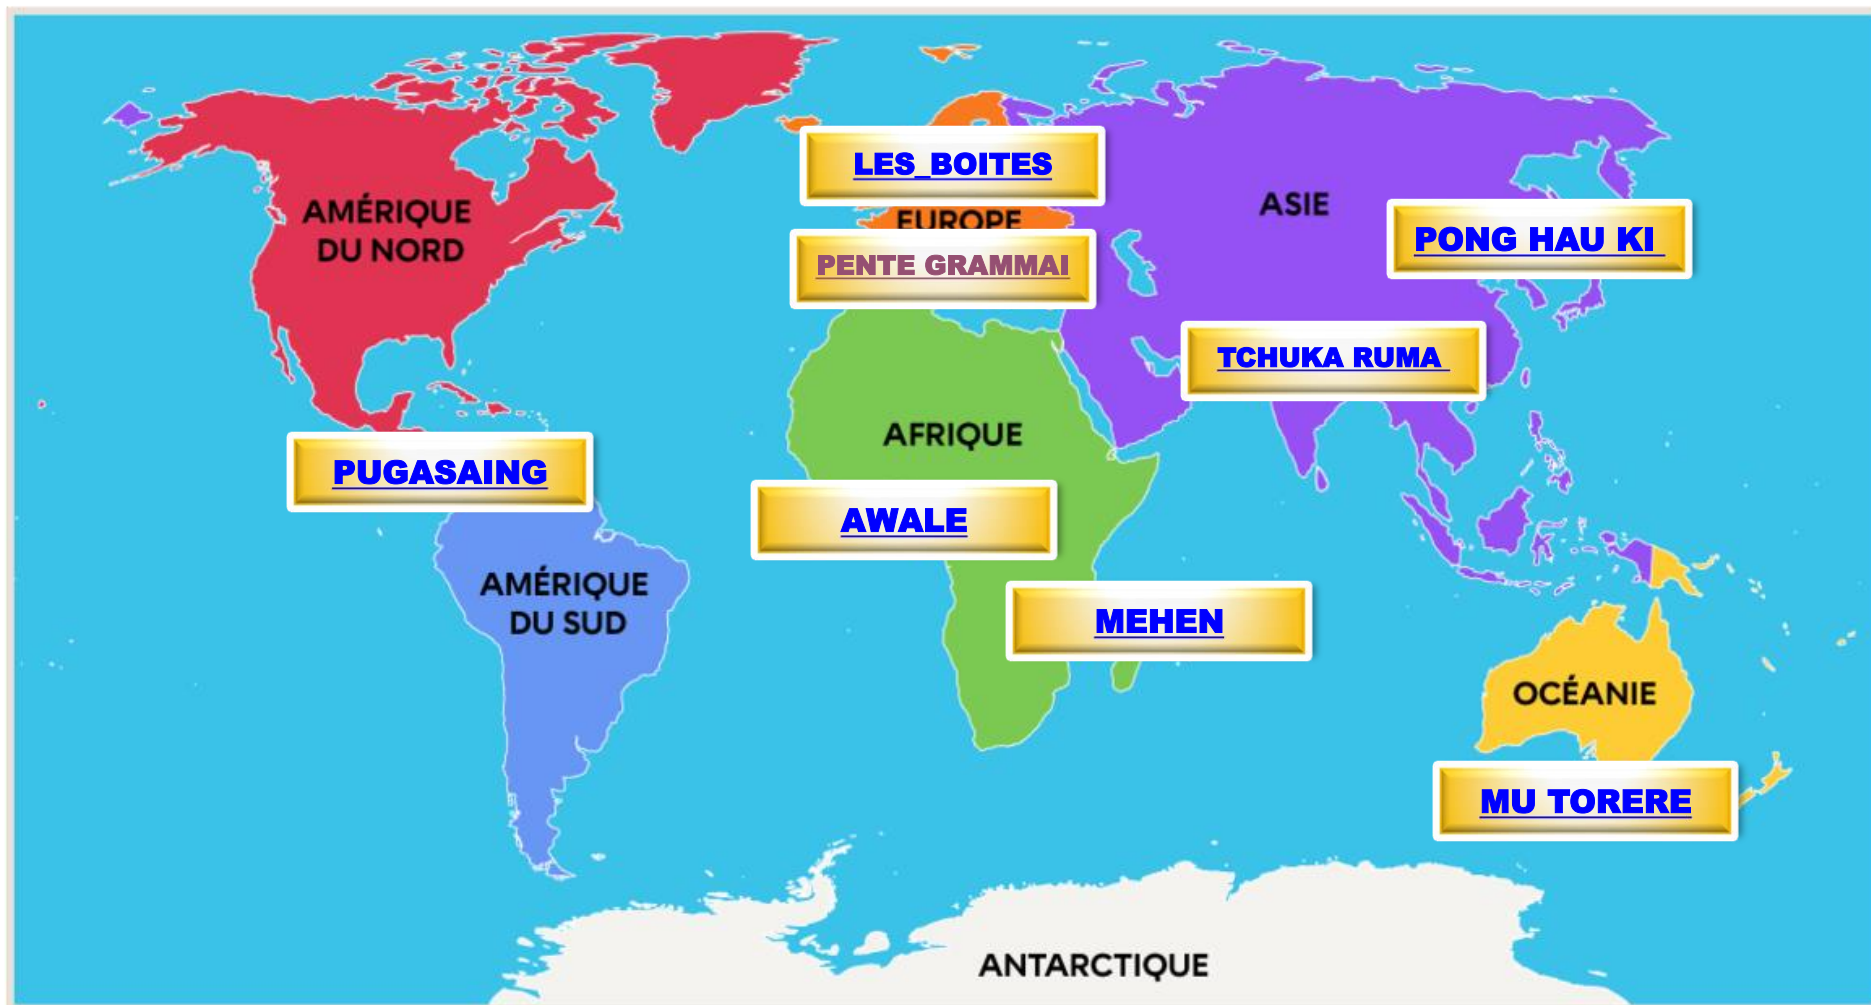 LES_BOITES
AMÉRIQUE
DU NORD
ASIE
EUROPE
PONG HAU KI
PENTE GRAMMAI
TCHUKA RUMA
AFRIQUE
PUGASAING
AWALE
AMÉRIQUE
DU SUD
MEHEN
OCÉANIE
MU TORERE
ANTARCTIQUE